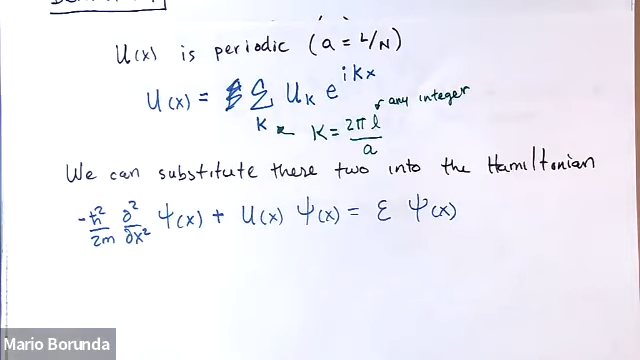 U(x) is periodic (a = L/N)
U(x) = Σ U_K e^{iKx}
K K = 2πl/a any integer
We can substitute these two into the Hamiltonian
-ħ²/2m ∂²/∂x² Ψ(x) + U(x) Ψ(x) = ε Ψ(x)
Mario Borunda